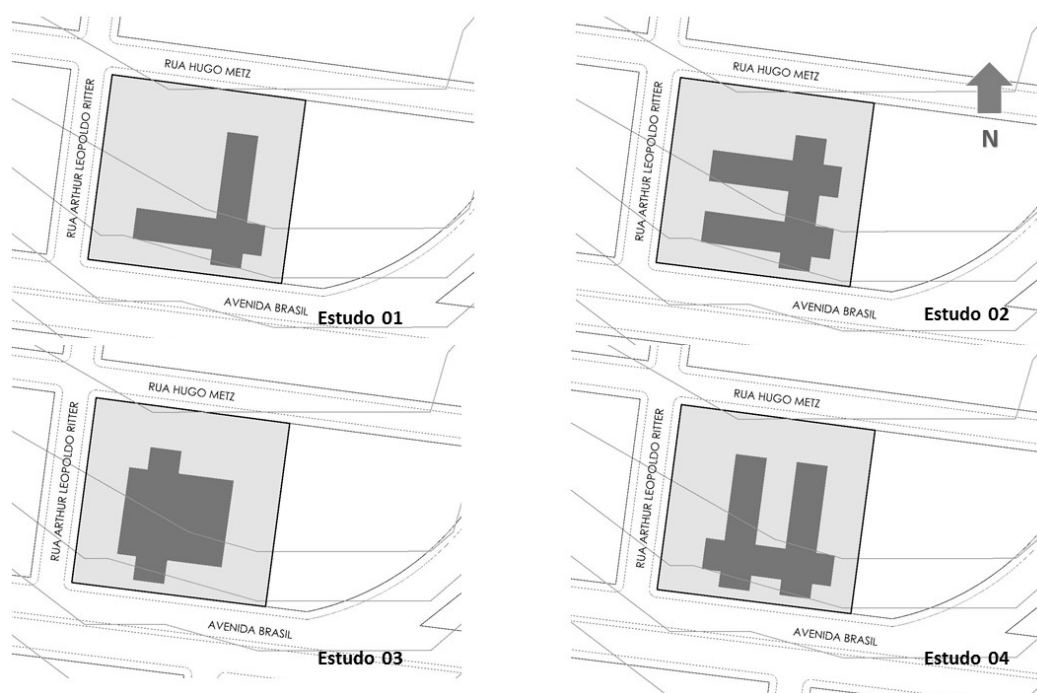 RUA HUGO METZ
RUA ARTHUR LEOPOLDO RITTER
AVENIDA BRASIL
Estudo 01
RUA HUGO METZ
RUA ARTHUR LEOPOLDO RITTER
N
AVENIDA BRASIL
Estudo 02
RUA HUGO METZ
RUA ARTHUR LEOPOLDO RITTER
AVENIDA BRASIL
Estudo 03
RUA HUGO METZ
RUA ARTHUR LEOPOLDO RITTER
AVENIDA BRASIL
Estudo 04